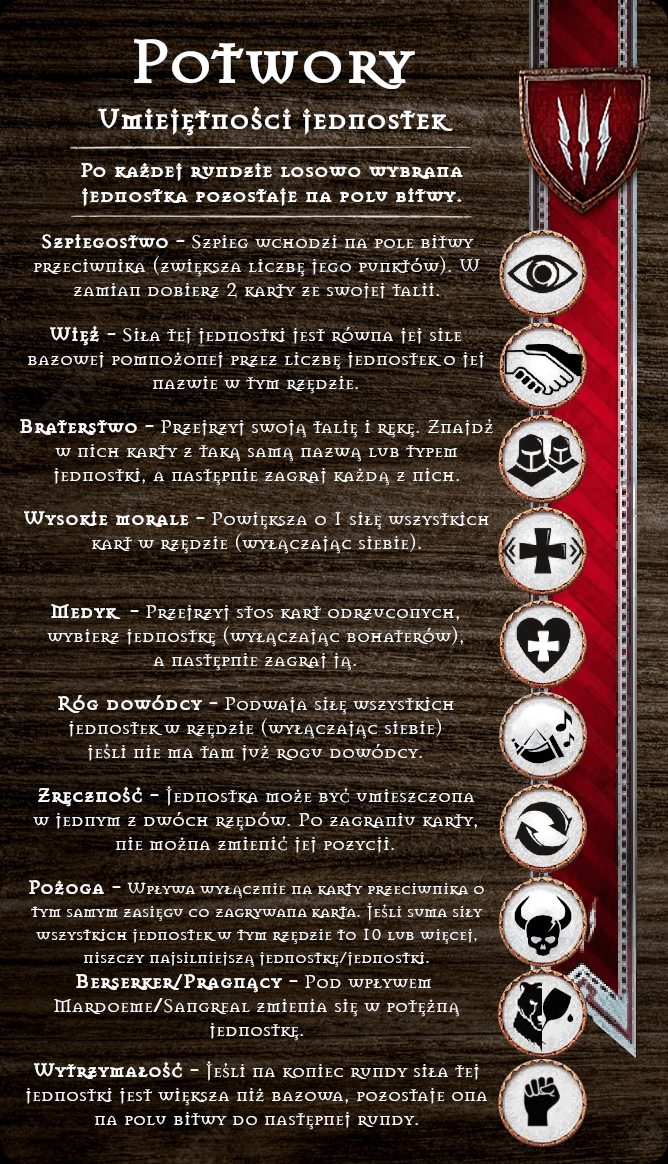 Potwory
Umiejętności jednostek
Po każdej rundzie losowo wybrana
jednostka pozostaje na polu bitwy.
Szpiegostwo – Szpieg wchodzi na pole bitwy
przeciwnika (zwiększa liczbę jego punktów). W
zamian dobierz 2 karty ze swojej talii.
Więź – Siła tej jednostki jest równa jej sile
bazowej pomnożonej przez liczbę jednostek o jej
nazwie w tym rzędzie.
Braterstwo – Przejrzyj swoją talię i rękę. Znajdź
w nich karty z taką samą nazwą lub typem
jednostki, a następnie zagraj każdą z nich.
Wysokie morale – Powiększa o 1 siłę wszystkich
kart w rzędzie (wyłączając siebie).
Medyk – Przejrzyj stos kart odrzuconych,
wybierz jednostkę (wyłączając bohaterów),
a następnie zagraj ją.
Róg dowódcy – Podwaja siłę wszystkich
jednostek w rzędzie (wyłączając siebie)
jeśli nie ma tam już rogu dowódcy.
Zręczność – Jednostka może być umieszczona
w jednym z dwóch rzędów. Po zagraniu karty,
nie można zmienić jej pozycji.
Pożoga – Wpływa wyłącznie na karty przeciwnika o
tym samym zasięgu co zagrywana karta. Jeśli suma siły
wszystkich jednostek w tym rzędzie to 10 lub więcej,
niszczy najsilniejszą jednostkę/jednostki.
Berserker/Pragnący – Pod wpływem
Mardoeme/Sangreal zmienia się w potężną
jednostkę.
Wytrzymałość – Jeśli na koniec rundy siła tej
jednostki jest większa niż bazowa, pozostaje ona
na polu bitwy do następnej rundy.